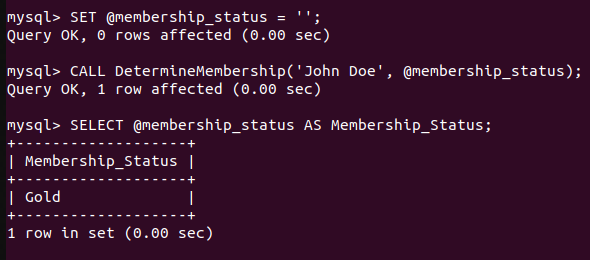 mysql> SET @membership_status = '';
Query OK, 0 rows affected (0.00 sec)
mysql> CALL DetermineMembership('John Doe', @membership_status);
Query OK, 1 row affected (0.00 sec)
mysql> SELECT @membership_status AS Membership_Status;
+-------------------+
| Membership_Status |
+-------------------+
| Gold              |
+-------------------+
1 row in set (0.00 sec)